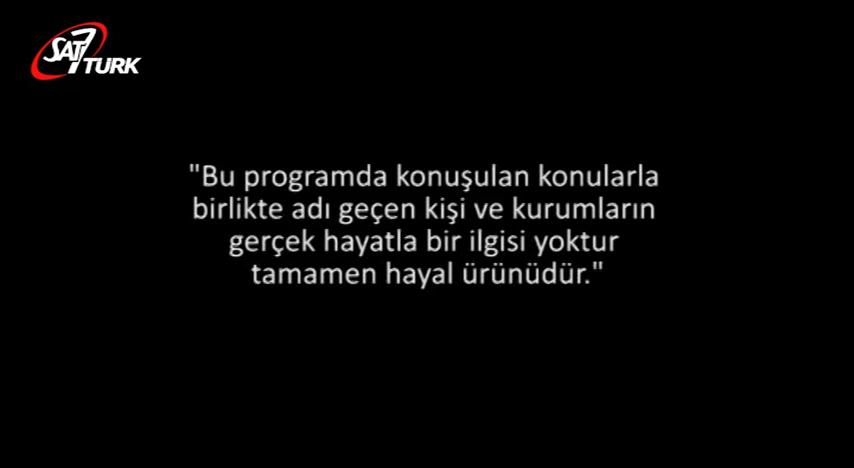 SAT7
TURK
"Bu programda konuşulan konularla
birlikte adı geçen kişi ve kurumların
gerçek hayatla bir ilgisi yoktur
tamamen hayal ürünüdür."